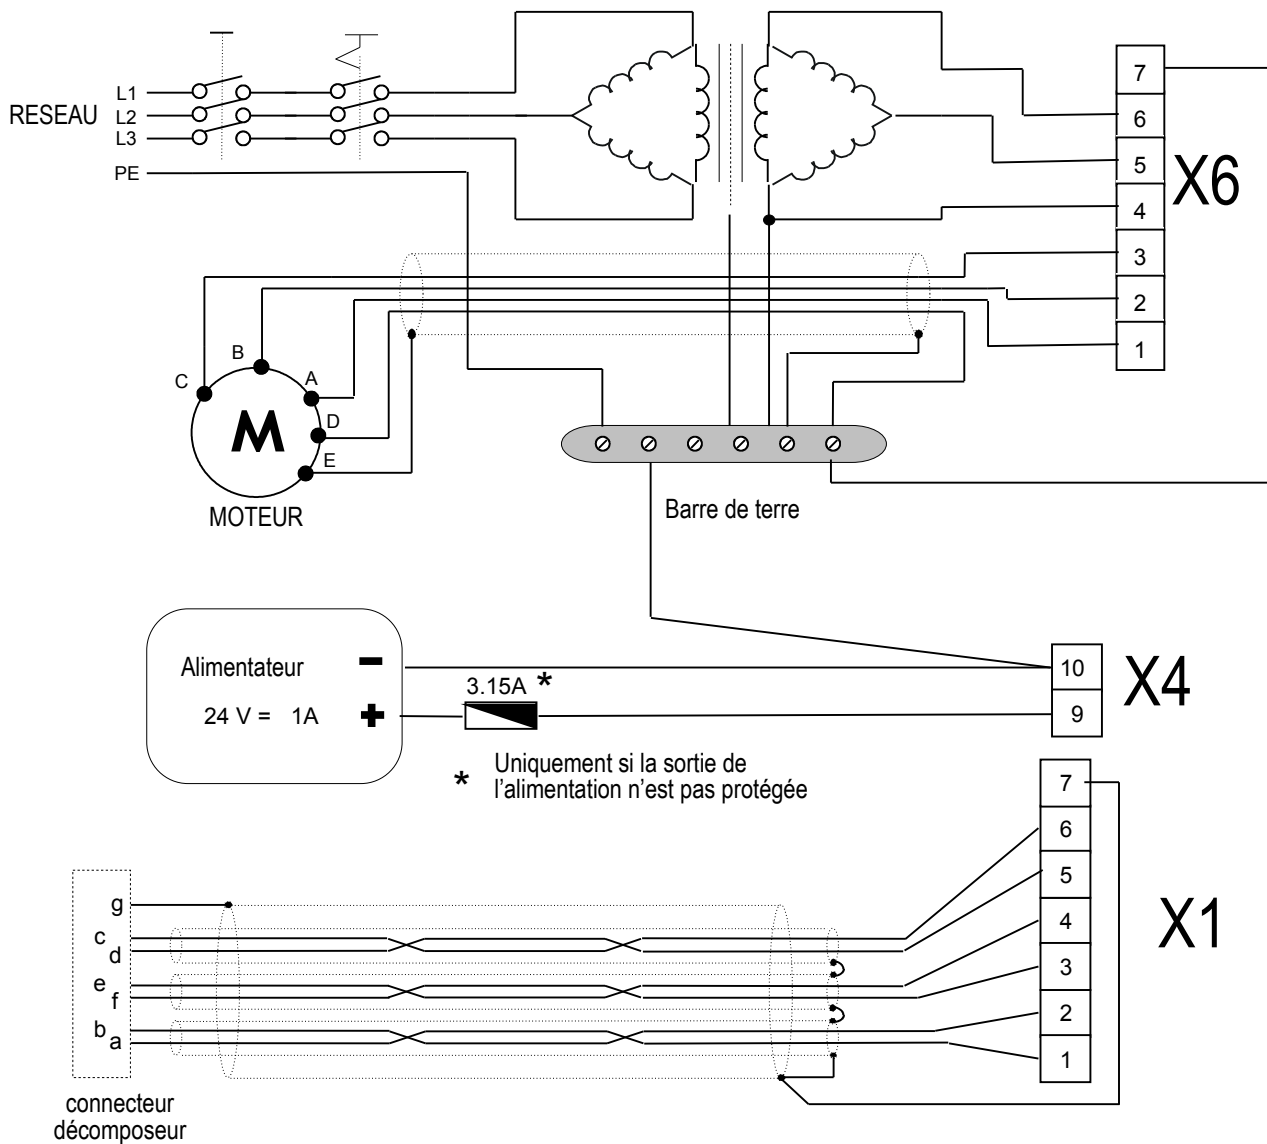 L1
RESEAU L2
L3
PE
7
6
5
4
3
2
1
X6
B
C
A
D
E
M
MOTEUR
Barre de terre
Alimentateur -
24 V = 1A +
3.15A *
10
9
X4
* Uniquement si la sortie de
l'alimentation n'est pas protégée
7
6
5
4
3
2
1
X1
g
c
d
e
f
b
a
connecteur
décomposeur